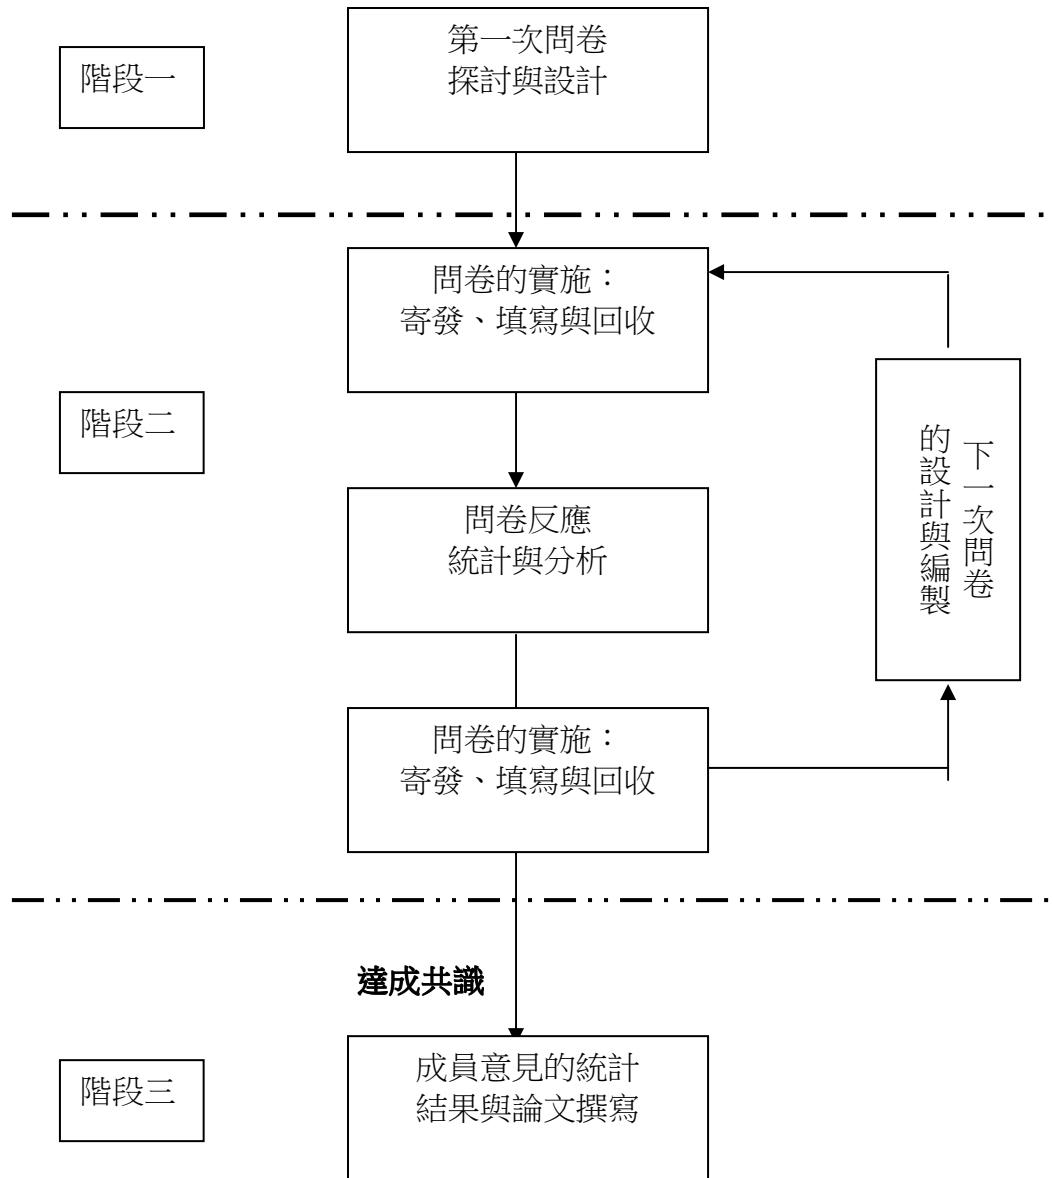 第一次問卷
探討與設計
階段一
問卷的實施：
寄發、填寫與回收
階段二
下一次問卷
的設計與編製
問卷反應
統計與分析
問卷的實施：
寄發、填寫與回收
達成共識
成員意見的統計
結果與論文撰寫
階段三